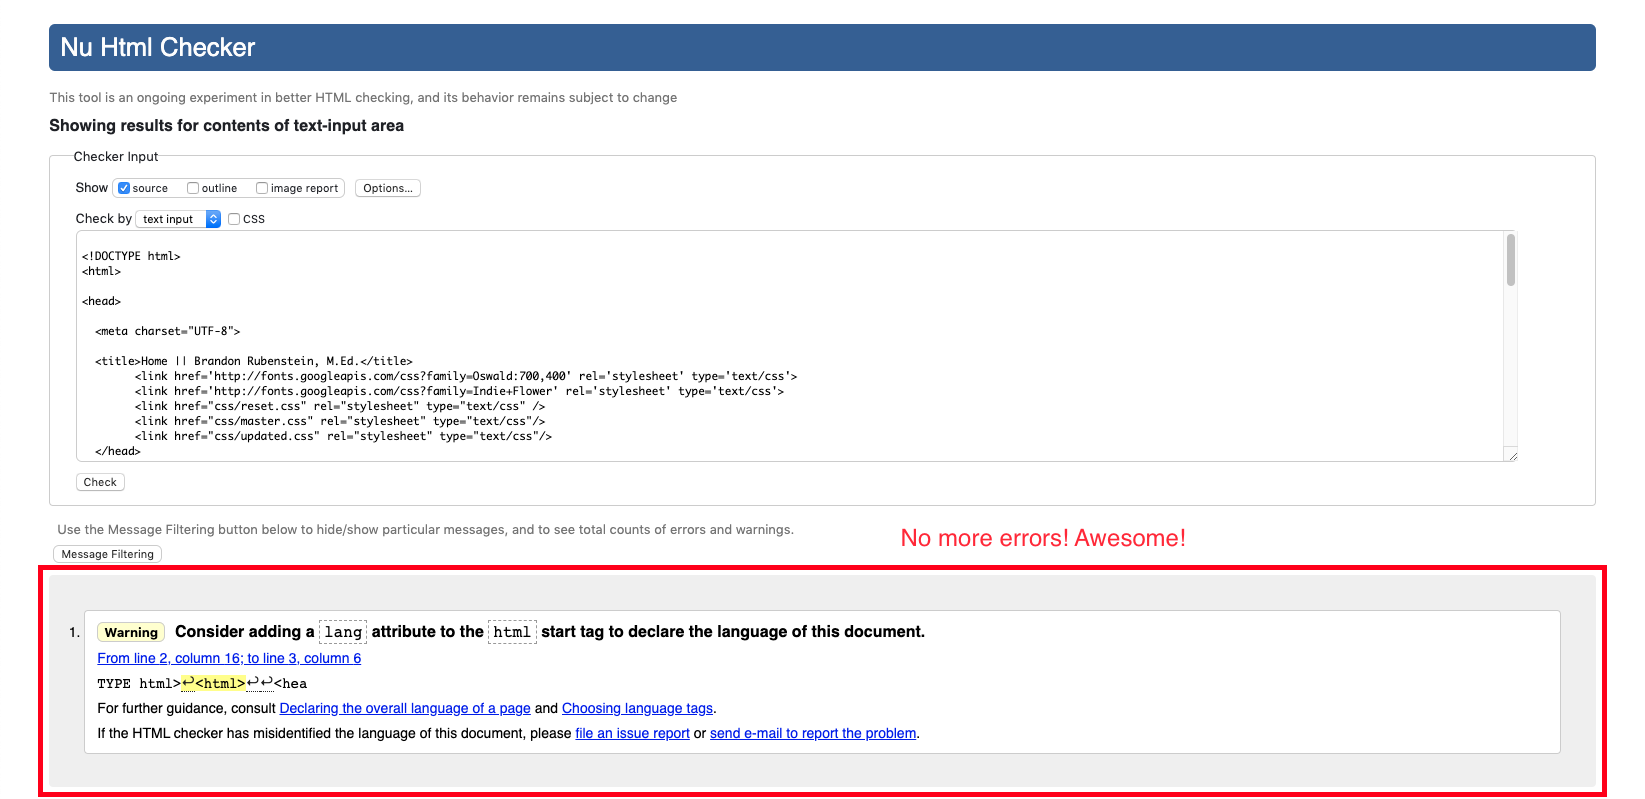 Nu Html Checker
This tool is an ongoing experiment in better HTML checking, and its behavior remains subject to change
Showing results for contents of text-input area
Checker Input
Show source outline image report Options...
Check by text input CSS
<!DOCTYPE html>
<html>
<head>
<meta charset="UTF-8">
<title>Home || Brandon Rubenstein, M.Ed.</title>
<link href='http://fonts.googleapis.com/css?family=Oswald:700,400' rel='stylesheet' type='text/css'>
<link href='http://fonts.googleapis.com/css?family=Indie+Flower' rel='stylesheet' type='text/css'>
<link href="css/reset.css" rel="stylesheet" type="text/css" />
<link href="css/master.css" rel="stylesheet" type="text/css"/>
<link href="css/updated.css" rel="stylesheet" type="text/css"/>
</head>
Check
Use the Message Filtering button below to hide/show particular messages, and to see total counts of errors and warnings.
No more errors! Awesome!
Message Filtering
1. Warning Consider adding a lang attribute to the html start tag to declare the language of this document.
From line 2, column 16; to line 3, column 6
TYPE html>↩<html>↩↩<hea
For further guidance, consult Declaring the overall language of a page and Choosing language tags.
If the HTML checker has misidentified the language of this document, please file an issue report or send e-mail to report the problem.